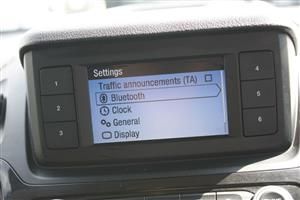 Settings
Traffic announcements (TA)
Bluetooth
Clock
General
Display
1
2
3
4
5
6